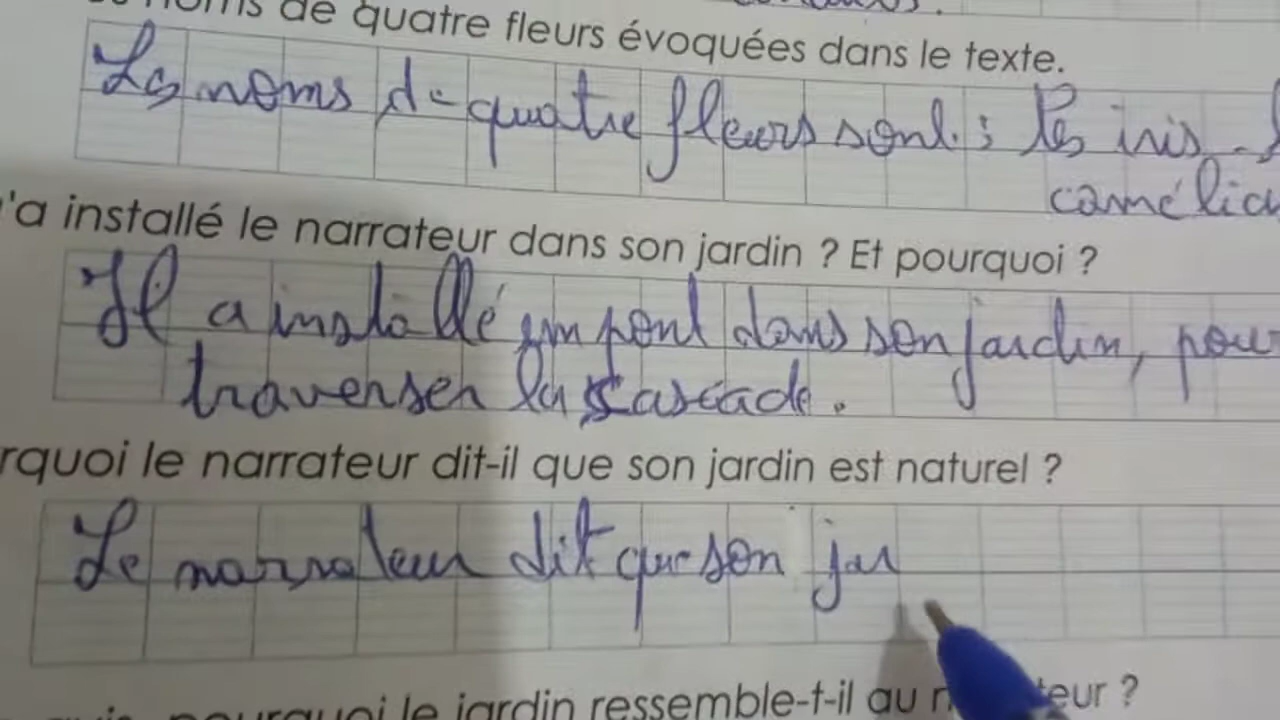 noms de quatre fleurs évoquées dans le texte.
Les noms de quatre fleurs sont : les iris.
camélia
'a installé le narrateur dans son jardin ? Et pourquoi ?
Il a installé un pont dans son jardin, pour
traverser la cascade.
rquoi le narrateur dit-il que son jardin est naturel ?
Le narrateur dit que son jar
pourquoi le jardin ressemble-t-il au teur ?